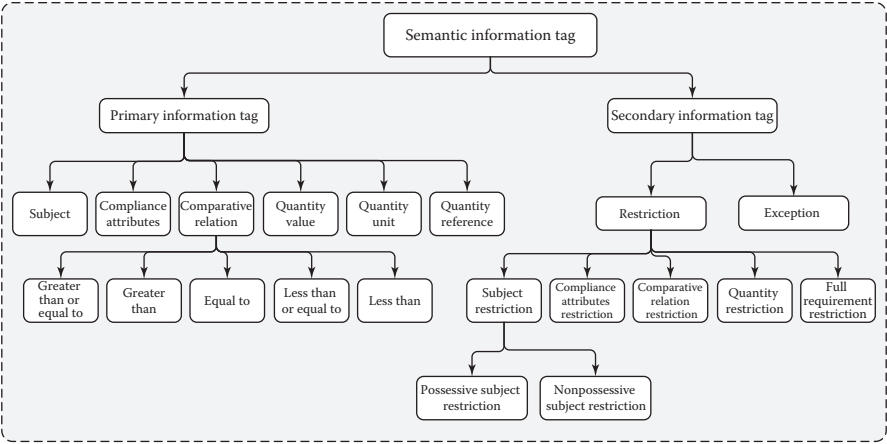 Semantic information tag
Primary information tag
Secondary information tag
Subject
Compliance
attributes
Comparative
relation
Quantity
value
Quantity
unit
Quantity
reference
Restriction
Exception
Greater
than or
equal to
Greater
than
Equal to
Less than
or equal to
Less than
Subject
restriction
Compliance
attributes
restriction
Comparative
relation
restriction
Quantity
restriction
Full
requirement
restriction
Possessive subject
restriction
Nonpossessive
subject restriction